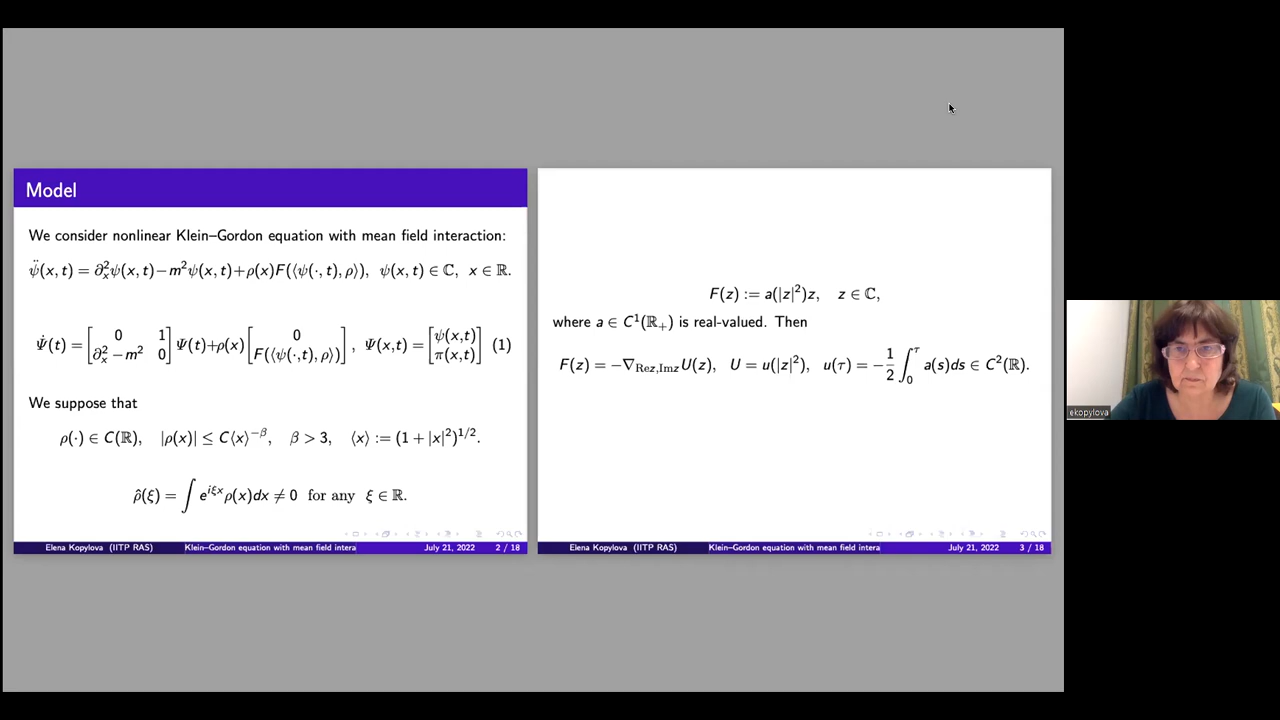 Model
We consider nonlinear Klein–Gordon equation with mean field interaction:
ψ̈(x, t) = ∂ₓ²ψ(x, t) − m²ψ(x, t) + ρ(x)F(⟨ψ(·, t), ρ⟩), ψ(x, t) ∈ ℂ, x ∈ ℝ.
Ψ̇(t) = [0 1; ∂ₓ² − m² 0] Ψ(t) + ρ(x) [0; F(⟨ψ(·, t), ρ⟩)], Ψ(x,t) = [ψ(x,t); π(x,t)] (1)
We suppose that
ρ(·) ∈ C(ℝ), |ρ(x)| ≤ C⟨x⟩^{−β}, β > 3, ⟨x⟩ := (1 + |x|²)^{1/2}.
ρ̂(ξ) = ∫ e^{iξx}ρ(x)dx ≠ 0 for any ξ ∈ ℝ.
Elena Kopylova (IITP RAS) Klein–Gordon equation with mean field intera July 21, 2022 2 / 18
F(z) := a(|z|²)z, z ∈ ℂ,
where a ∈ C¹(ℝ₊) is real-valued. Then
F(z) = −∇_{Rez,Imz}U(z), U = u(|z|²), u(τ) = −1/2 ∫₀^τ a(s)ds ∈ C²(ℝ).
Elena Kopylova (IITP RAS) Klein–Gordon equation with mean field intera July 21, 2022 3 / 18
ekopylova